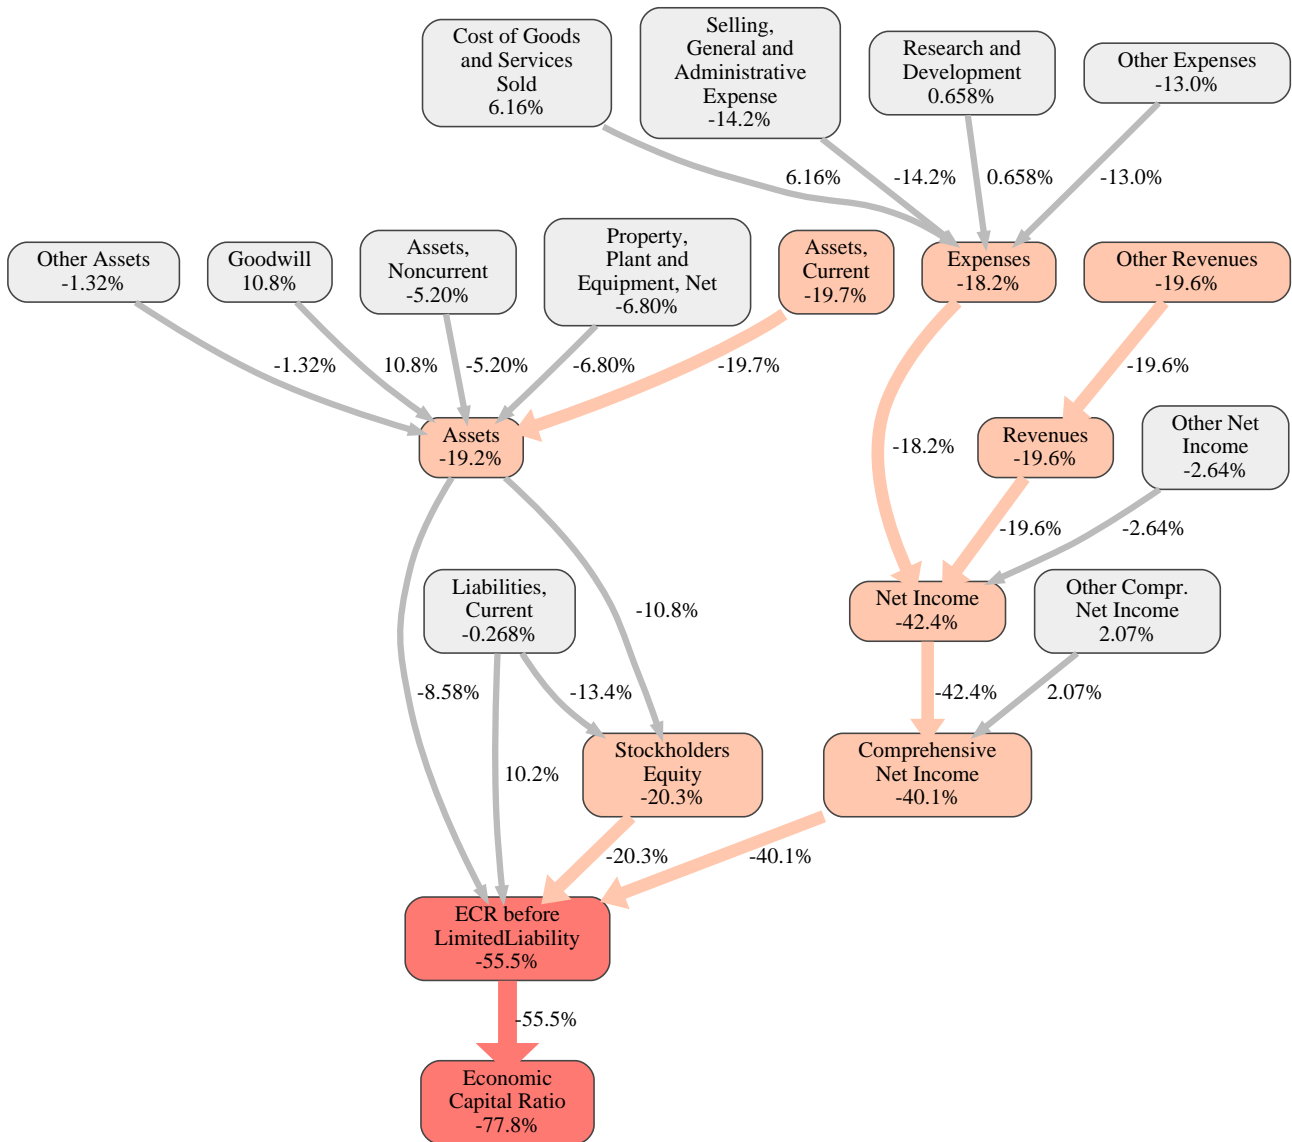 Cost of Goods
and Services
Sold
6.16%
Selling,
General and
Administrative
Expense
-14.2%
Research and
Development
0.658%
Other Expenses
-13.0%
6.16%
-14.2%
0.658%
-13.0%
Other Assets
-1.32%
Goodwill
10.8%
Assets,
Noncurrent
-5.20%
Property,
Plant and
Equipment, Net
-6.80%
Assets,
Current
-19.7%
Expenses
-18.2%
Other Revenues
-19.6%
-1.32%
10.8%
-5.20%
-6.80%
-19.7%
-19.6%
Assets
-19.2%
-18.2%
Revenues
-19.6%
Other Net
Income
-2.64%
-19.6%
-2.64%
Liabilities,
Current
-0.268%
-10.8%
Net Income
-42.4%
Other Compr.
Net Income
2.07%
-8.58%
-13.4%
-42.4%
2.07%
10.2%
Stockholders
Equity
-20.3%
Comprehensive
Net Income
-40.1%
-20.3%
-40.1%
ECR before
LimitedLiability
-55.5%
-55.5%
Economic
Capital Ratio
-77.8%